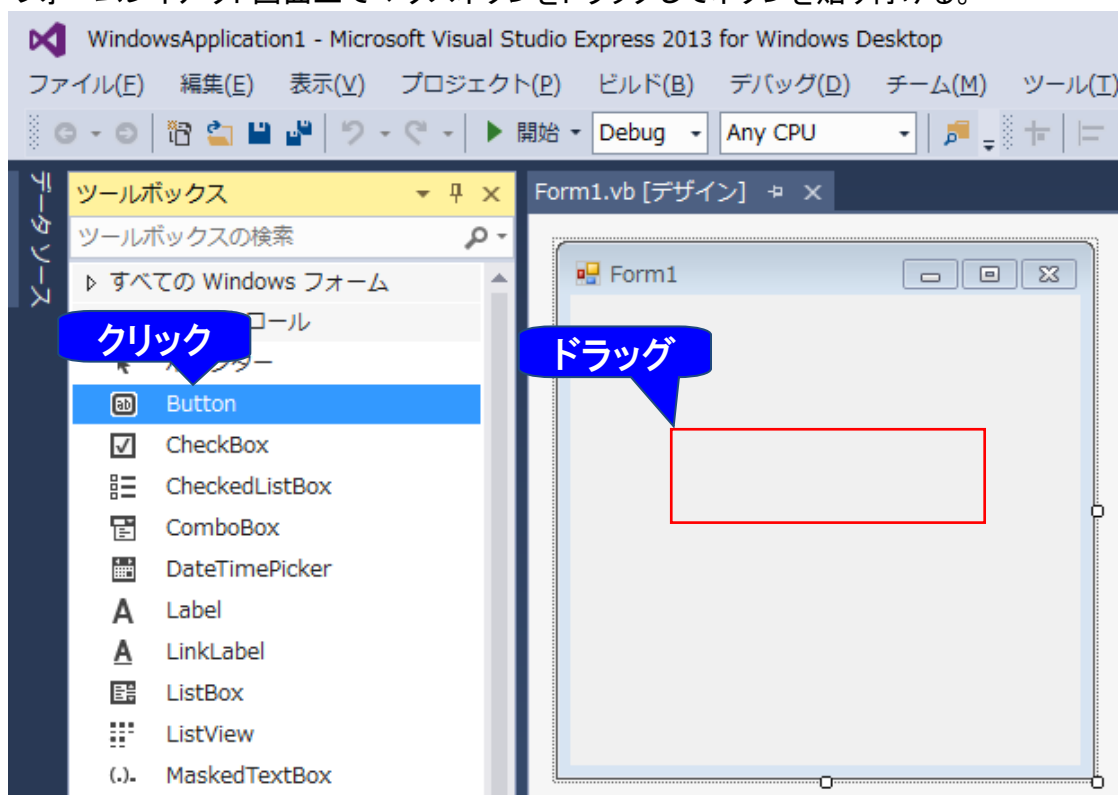 WindowsApplication1 - Microsoft Visual Studio Express 2013 for Windows Desktop
ファイル(F) 編集(E) 表示(V) プロジェクト(P) ビルド(B) デバッグ(D) チーム(M) ツール(T)
開始 Debug Any CPU
データ ソース
ツールボックス
Form1.vb [デザイン]
ツールボックスの検索
すべての Windows フォーム
Form1
ロール
クリック
ドラッグ
Button
CheckBox
CheckedListBox
ComboBox
DateTimePicker
Label
LinkLabel
ListBox
ListView
MaskedTextBox